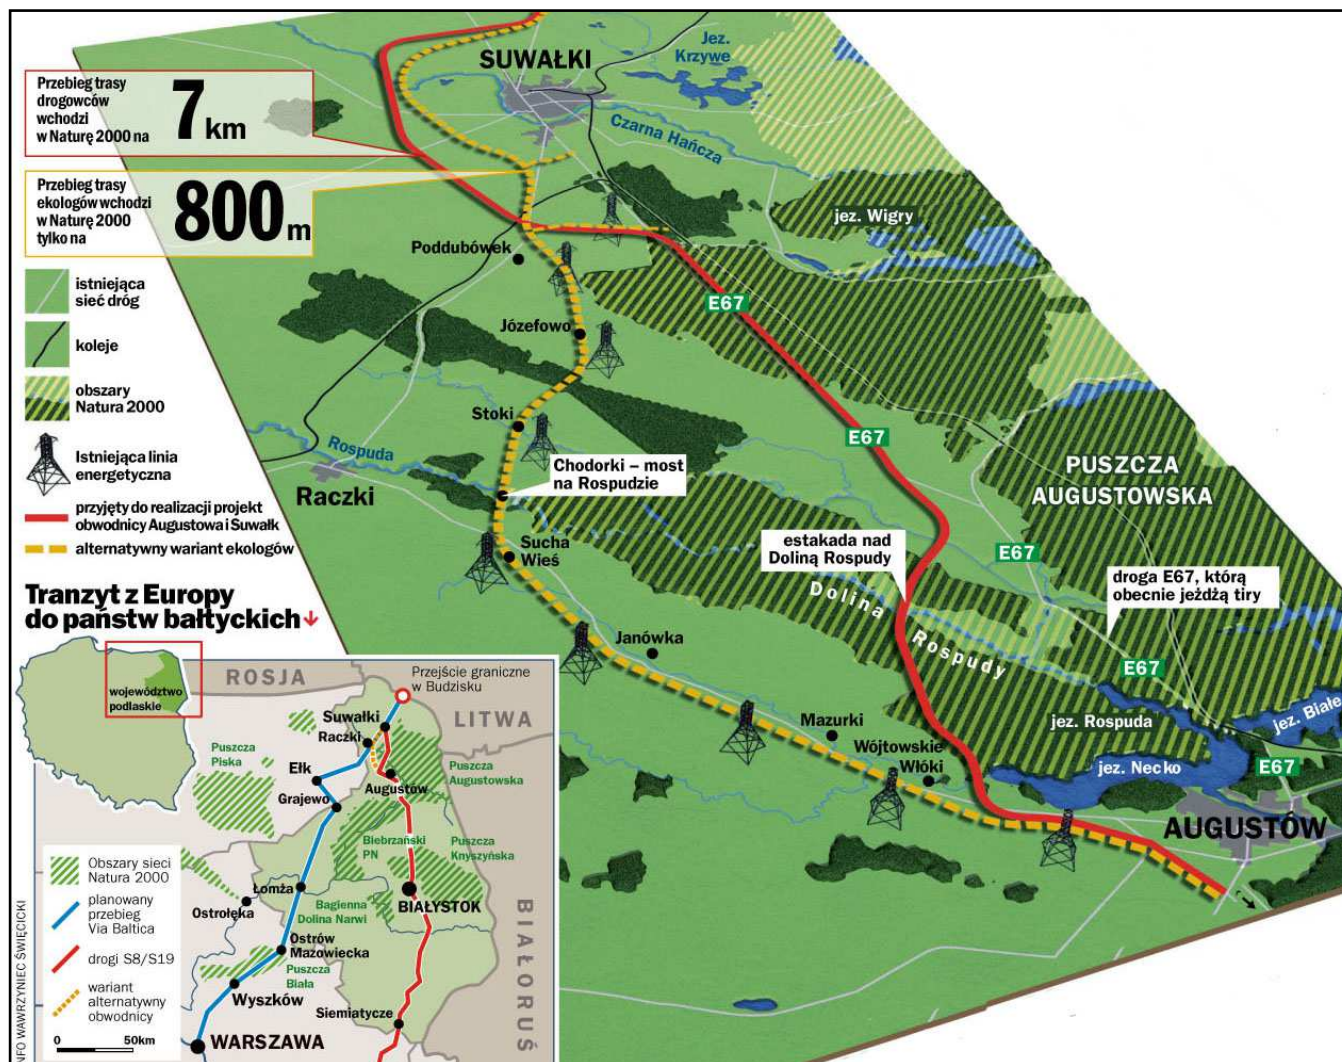 Przebieg trasy
drogowców
wchodzi
w Naturę 2000 na
7 km
Przebieg trasy
ekologów wchodzi
w Naturę 2000
tylko na
800 m
istniejąca
sieć dróg
koleje
obszary
Natura 2000
Istniejąca linia
energetyczna
przyjęty do realizacji projekt
obwodnicy Augustowa i Suwałk
alternatywny wariant ekologów
SUWAŁKI
Jez.
Krzywe
Czarna Hańcza
jez. Wigry
Poddubówek
E67
Józefowo
Stoki
E67
Rospuda
Raczki
Chodorki – most
na Rospudzie
PUSZCZA
AUGUSTOWSKA
Sucha
Wieś
estakada nad
Doliną Rospudy
E67
droga E67, którą
obecnie jeżdżą tiry
Dolina Rospudy
Janówka
E67
Mazurki
jez. Rospuda
jez. Białe
Wójtowskie
Włóki
jez. Necko
E67
AUGUSTÓW
Tranzyt z Europy
do państw bałtyckich
województwo
podlaskie
ROSJA
Przejście graniczne
w Budzisku
LITWA
Suwałki
Raczki
Puszcza
Piska
Ełk
Puszcza
Augustowska
Augustów
Grajewo
Biebrzański
PN
Puszcza
Knyszyńska
Łomża
Ostrołęka
Bagienna
Dolina Narwi
BIAŁYSTOK
BIAŁORUŚ
Ostrów
Mazowiecka
Puszcza
Biała
Wyszków
Siemiatycze
WARSZAWA
Obszary sieci
Natura 2000
planowany
przebieg
Via Baltica
drogi S8/S19
wariant
alternatywny
obwodnicy
0 50km
INFO WAWRZYNIEC ŚWIĘCICKI